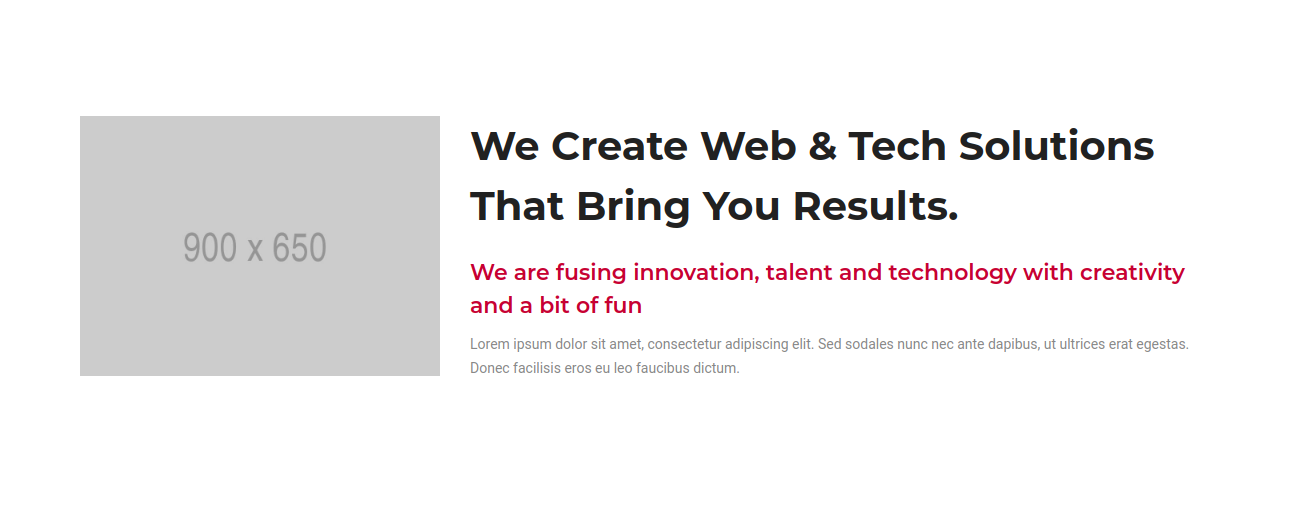 900 x 650
We Create Web & Tech Solutions
That Bring You Results.
We are fusing innovation, talent and technology with creativity
and a bit of fun
Lorem ipsum dolor sit amet, consectetur adipiscing elit. Sed sodales nunc nec ante dapibus, ut ultrices erat egestas.
Donec facilisis eros eu leo faucibus dictum.